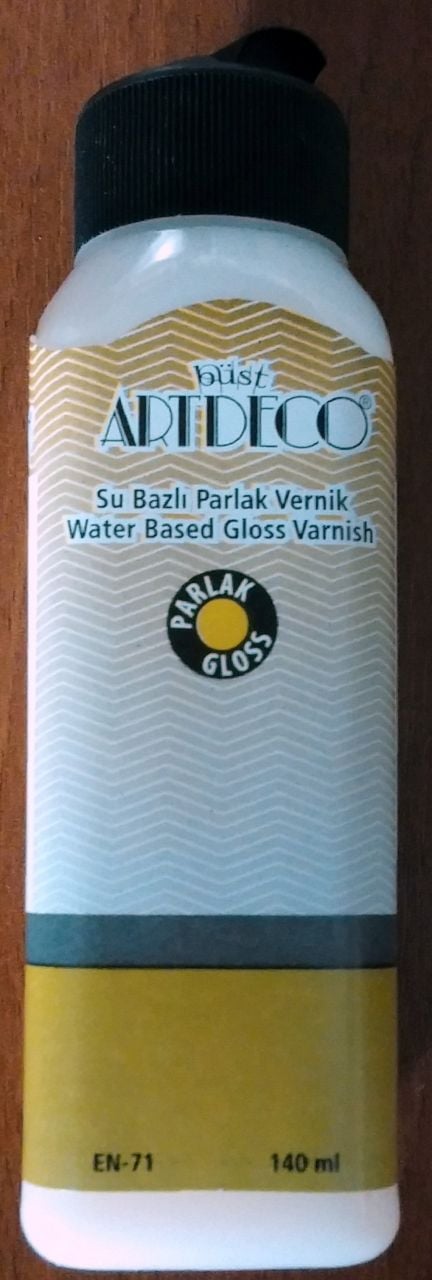 büst
ARTDECO®
Su Bazlı Parlak Vernik
Water Based Gloss Varnish
PARLAK
GLOSS
EN-71 140 ml